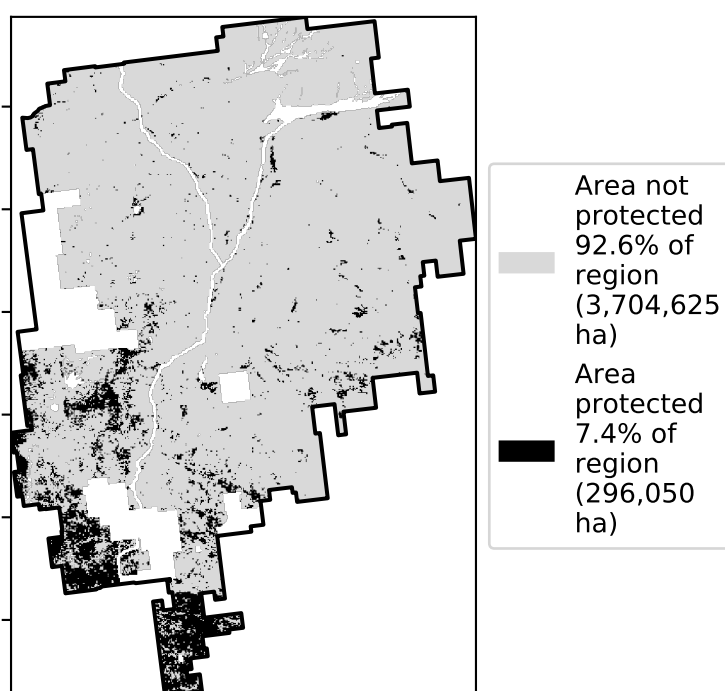 Area not
protected
92.6% of
region
(3,704,625
ha)
Area
protected
7.4% of
region
(296,050
ha)